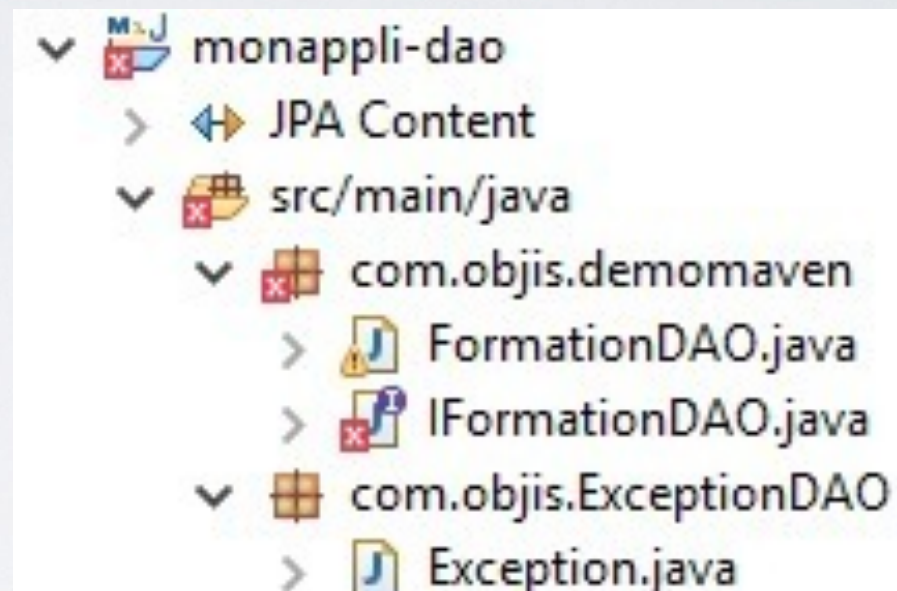 monappli-dao
JPA Content
src/main/java
com.objis.demomaven
FormationDAO.java
IFormationDAO.java
com.objis.ExceptionDAO
Exception.java